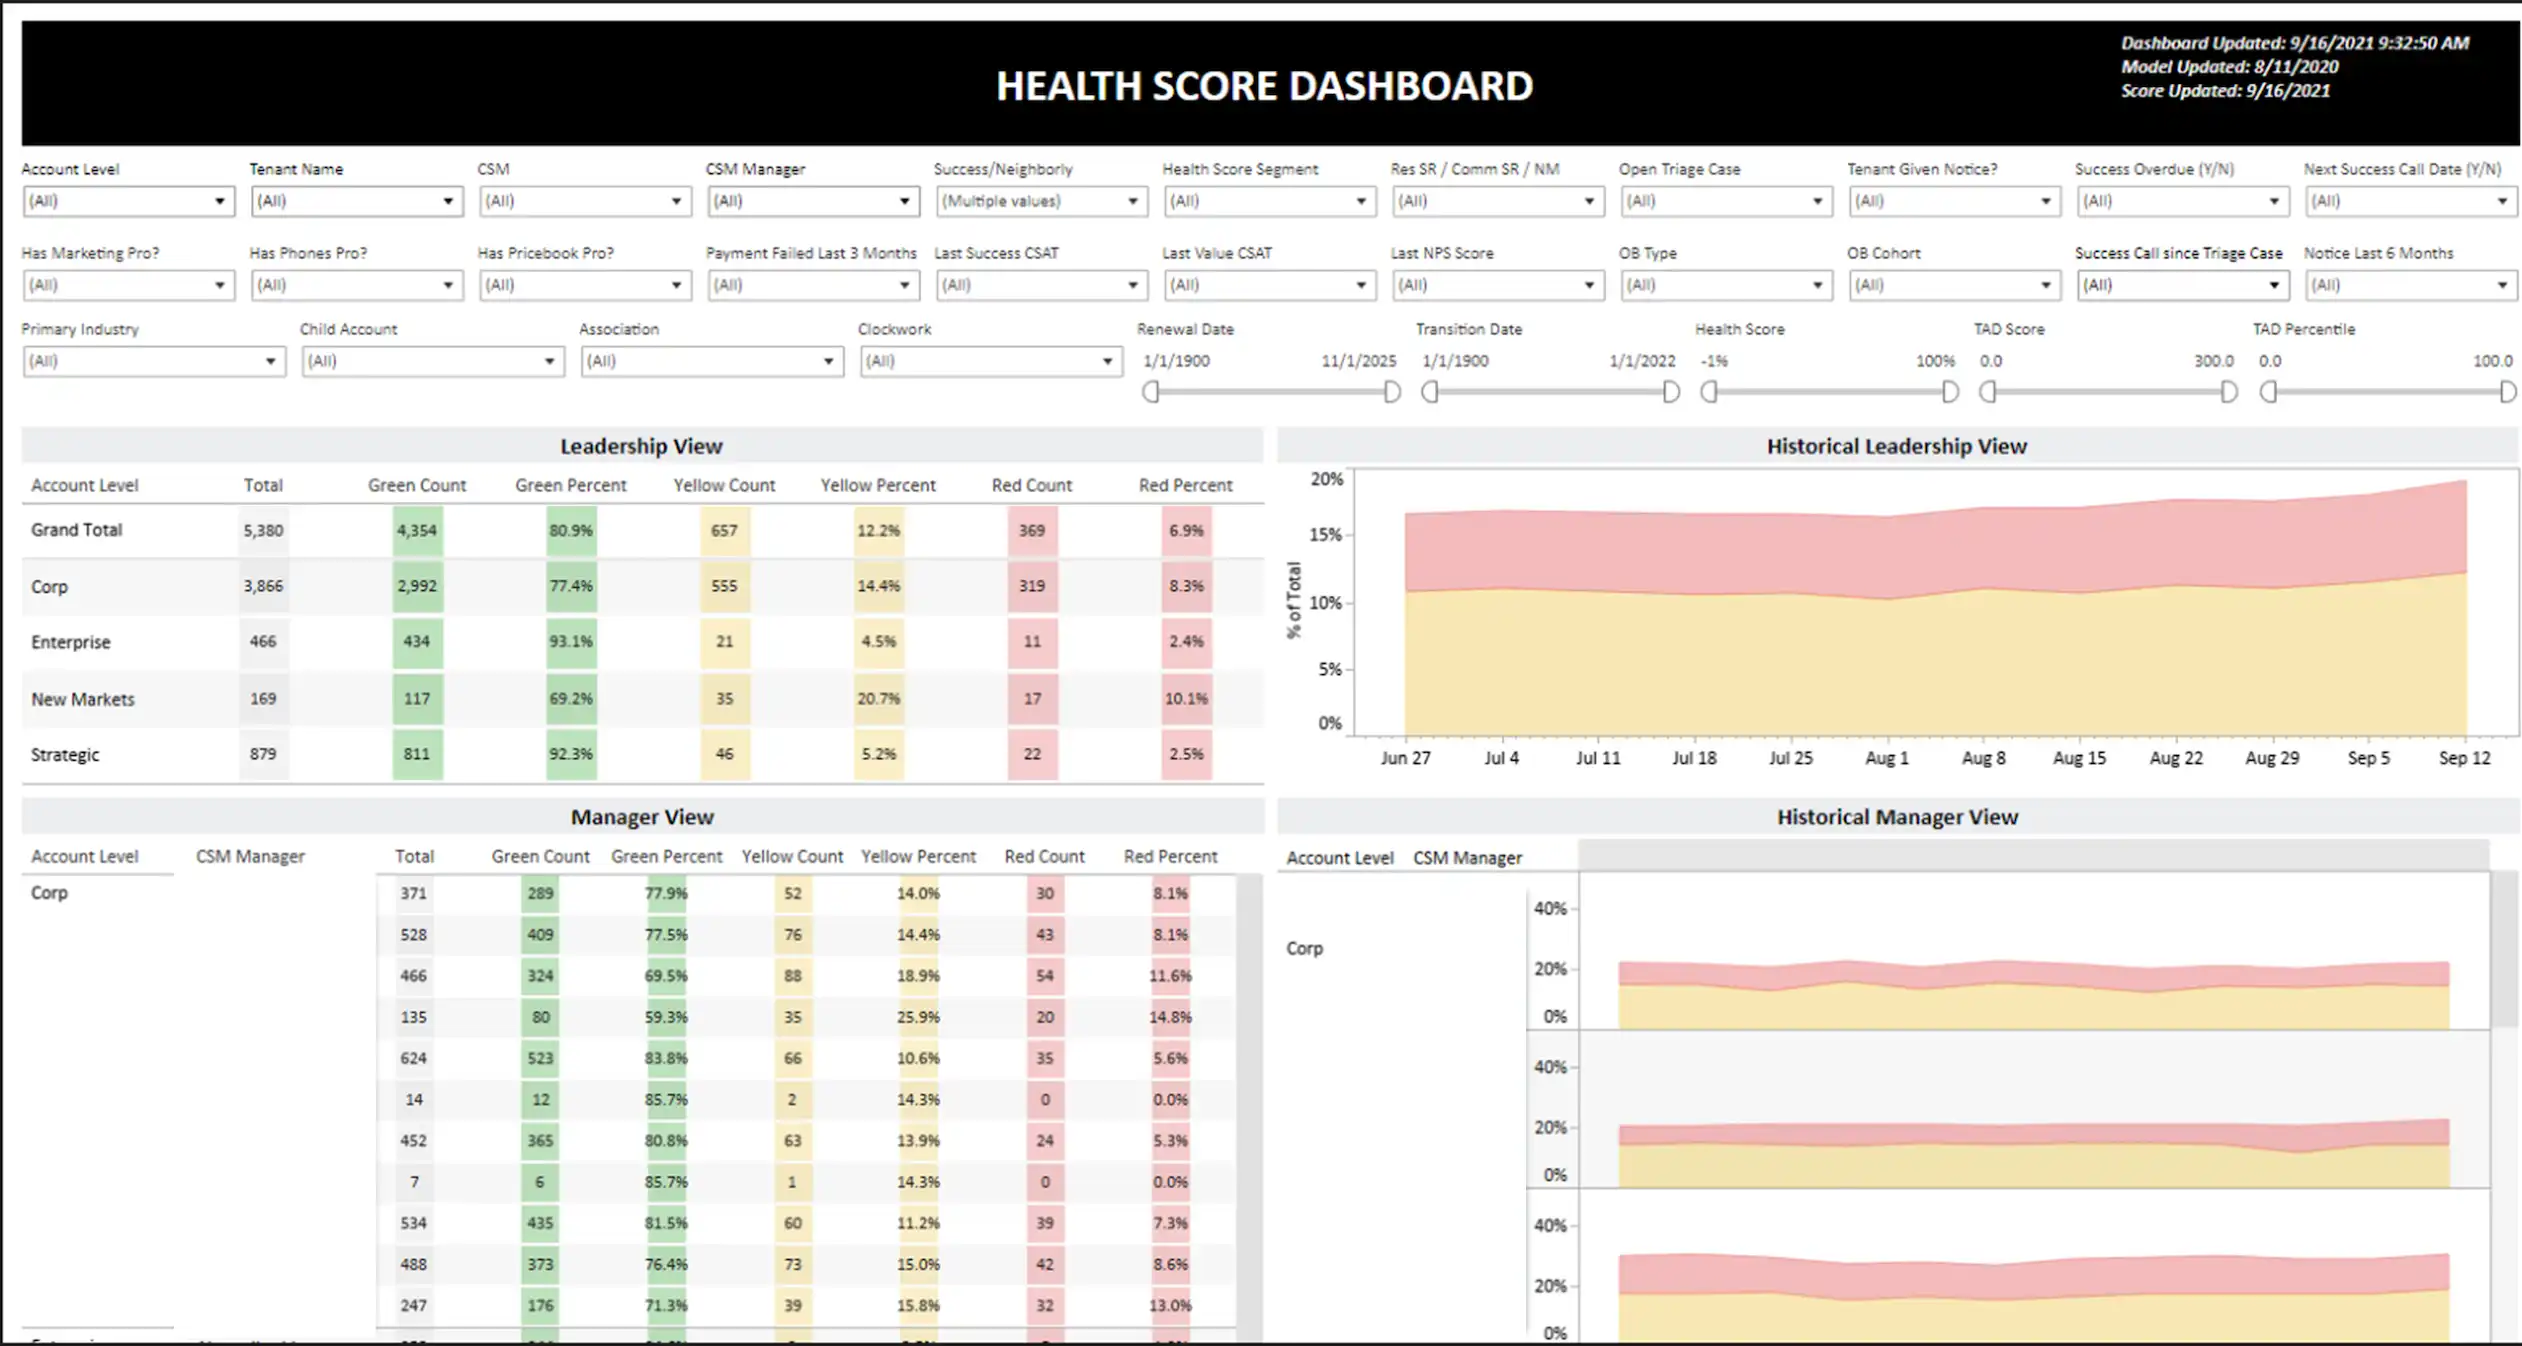 HEALTH SCORE DASHBOARD
Dashboard Updated: 9/16/2021 9:32:50 AM
Model Updated: 8/11/2020
Score Updated: 9/16/2021
Account Level Tenant Name CSM CSM Manager Success/Neighborly Health Score Segment Res SR / Comm SR / NM Open Triage Case Tenant Given Notice? Success Overdue (Y/N) Next Success Call Date (Y/N)
(All) (All) (All) (All) (Multiple values) (All) (All) (All) (All) (All) (All)
Has Marketing Pro? Has Phones Pro? Has Pricebook Pro? Payment Failed Last 3 Months Last Success CSAT Last Value CSAT Last NPS Score OB Type OB Cohort Success Call since Triage Case Notice Last 6 Months
(All) (All) (All) (All) (All) (All) (All) (All) (All) (All) (All)
Primary Industry Child Account Association Clockwork Renewal Date Transition Date Health Score TAD Score TAD Percentile
(All) (All) (All) (All) 1/1/1900 11/1/2025 1/1/1900 1/1/2022 -1% 100% 0.0 300.0 0.0 100.0
Leadership View
Account Level Total Green Count Green Percent Yellow Count Yellow Percent Red Count Red Percent
Grand Total 5,380 4,354 80.9% 657 12.2% 369 6.9%
Corp 3,866 2,992 77.4% 555 14.4% 319 8.3%
Enterprise 466 434 93.1% 21 4.5% 11 2.4%
New Markets 169 117 69.2% 35 20.7% 17 10.1%
Strategic 879 811 92.3% 46 5.2% 22 2.5%
Historical Leadership View
% of Total
20%
15%
10%
5%
0%
Jun 27 Jul 4 Jul 11 Jul 18 Jul 25 Aug 1 Aug 8 Aug 15 Aug 22 Aug 29 Sep 5 Sep 12
Manager View
Account Level CSM Manager Total Green Count Green Percent Yellow Count Yellow Percent Red Count Red Percent
Corp 371 289 77.9% 52 14.0% 30 8.1%
528 409 77.5% 76 14.4% 43 8.1%
466 324 69.5% 88 18.9% 54 11.6%
135 80 59.3% 35 25.9% 20 14.8%
624 523 83.8% 66 10.6% 35 5.6%
14 12 85.7% 2 14.3% 0 0.0%
452 365 80.8% 63 13.9% 24 5.3%
7 6 85.7% 1 14.3% 0 0.0%
534 435 81.5% 60 11.2% 39 7.3%
488 373 76.4% 73 15.0% 42 8.6%
247 176 71.3% 39 15.8% 32 13.0%
Historical Manager View
Account Level CSM Manager
Corp
40%
20%
0%
40%
20%
0%
40%
20%
0%